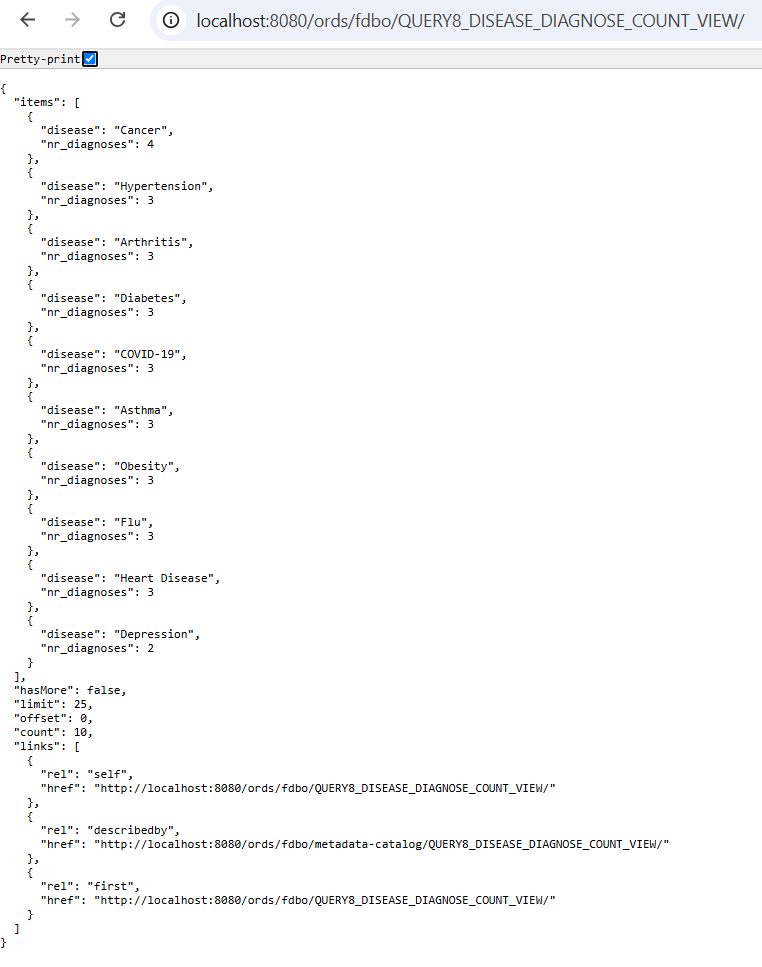 localhost:8080/ords/fdbo/QUERY8_DISEASE_DIAGNOSE_COUNT_VIEW/
Pretty-print
{
  "items": [
    {
      "disease": "Cancer",
      "nr_diagnoses": 4
    },
    {
      "disease": "Hypertension",
      "nr_diagnoses": 3
    },
    {
      "disease": "Arthritis",
      "nr_diagnoses": 3
    },
    {
      "disease": "Diabetes",
      "nr_diagnoses": 3
    },
    {
      "disease": "COVID-19",
      "nr_diagnoses": 3
    },
    {
      "disease": "Asthma",
      "nr_diagnoses": 3
    },
    {
      "disease": "Obesity",
      "nr_diagnoses": 3
    },
    {
      "disease": "Flu",
      "nr_diagnoses": 3
    },
    {
      "disease": "Heart Disease",
      "nr_diagnoses": 3
    },
    {
      "disease": "Depression",
      "nr_diagnoses": 2
    }
  ],
  "hasMore": false,
  "limit": 25,
  "offset": 0,
  "count": 10,
  "links": [
    {
      "rel": "self",
      "href": "http://localhost:8080/ords/fdbo/QUERY8_DISEASE_DIAGNOSE_COUNT_VIEW/"
    },
    {
      "rel": "describedby",
      "href": "http://localhost:8080/ords/fdbo/metadata-catalog/QUERY8_DISEASE_DIAGNOSE_COUNT_VIEW/"
    },
    {
      "rel": "first",
      "href": "http://localhost:8080/ords/fdbo/QUERY8_DISEASE_DIAGNOSE_COUNT_VIEW/"
    }
  ]
}